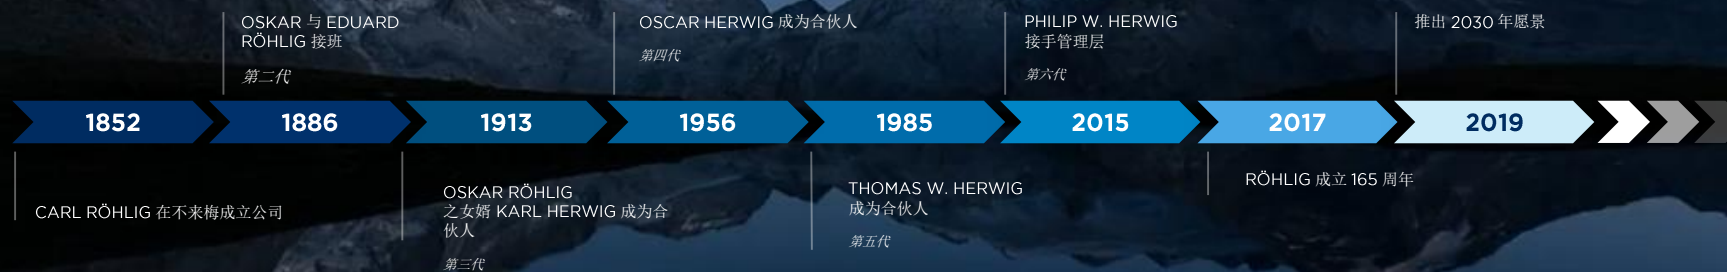 OSKAR 与 EDUARD
RÖHLIG 接班
第二代
OSCAR HERWIG 成为合伙人
第四代
PHILIP W. HERWIG
接手管理层
第六代
推出 2030 年愿景
1852
1886
1913
1956
1985
2015
2017
2019
CARL RÖHLIG 在不来梅成立公司
OSKAR RÖHLIG
之女婿 KARL HERWIG 成为合
伙人
第三代
THOMAS W. HERWIG
成为合伙人
第五代
RÖHLIG 成立 165 周年